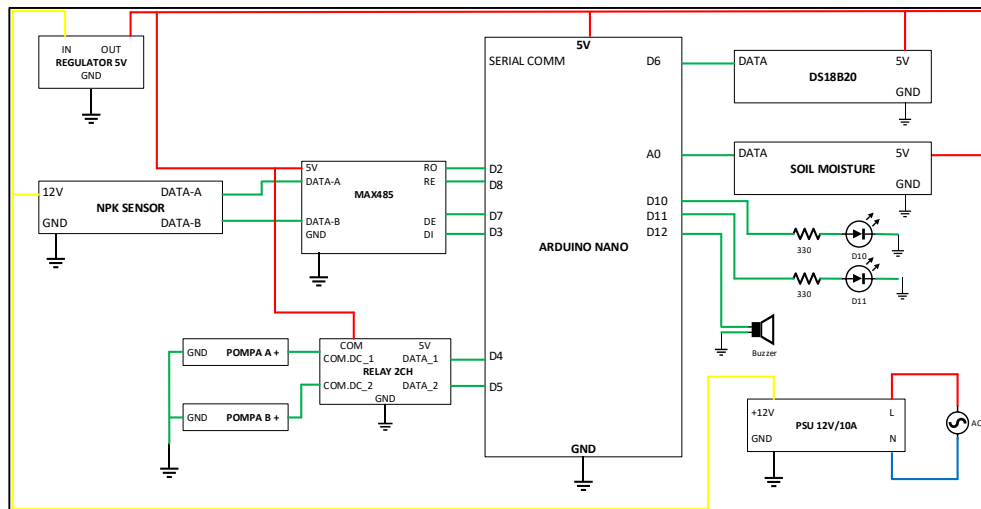 IN OUT
REGULATOR 5V
GND
5V
SERIAL COMM
D6
DATA 5V
DS18B20
GND
A0
DATA 5V
SOIL MOISTURE
GND
12V DATA-A
NPK SENSOR
GND DATA-B
5V RO
DATA-A RE
MAX485
DATA-B DE
GND DI
D2
D8
D7
D3
ARDUINO NANO
D10
D11
D12
330 D10
330 D11
Buzzer
GND POMPA A +
GND POMPA B +
COM 5V
COM.DC_1 DATA_1
RELAY 2CH
COM.DC_2 DATA_2
GND
D4
D5
GND
+12V L
PSU 12V/10A
GND N
AC